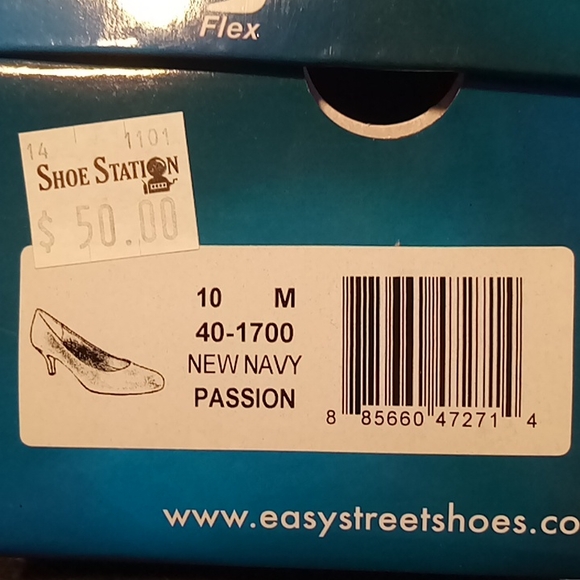 Flex
14 1101
SHOE STATION
$ 50.00
10 M
40-1700
NEW NAVY
PASSION
8 85660 47271 4
www.easystreetshoes.co